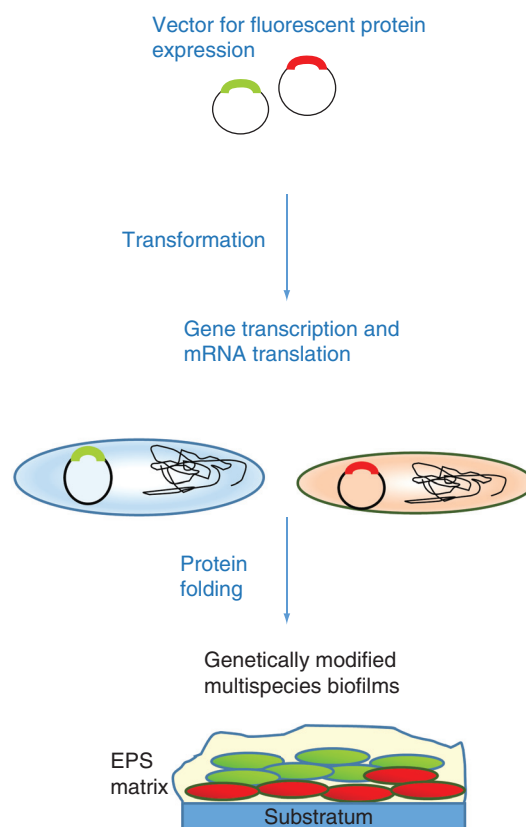 Vector for fluorescent protein
expression
Transformation
Gene transcription and
mRNA translation
Protein
folding
Genetically modified
multispecies biofilms
EPS
matrix
Substratum